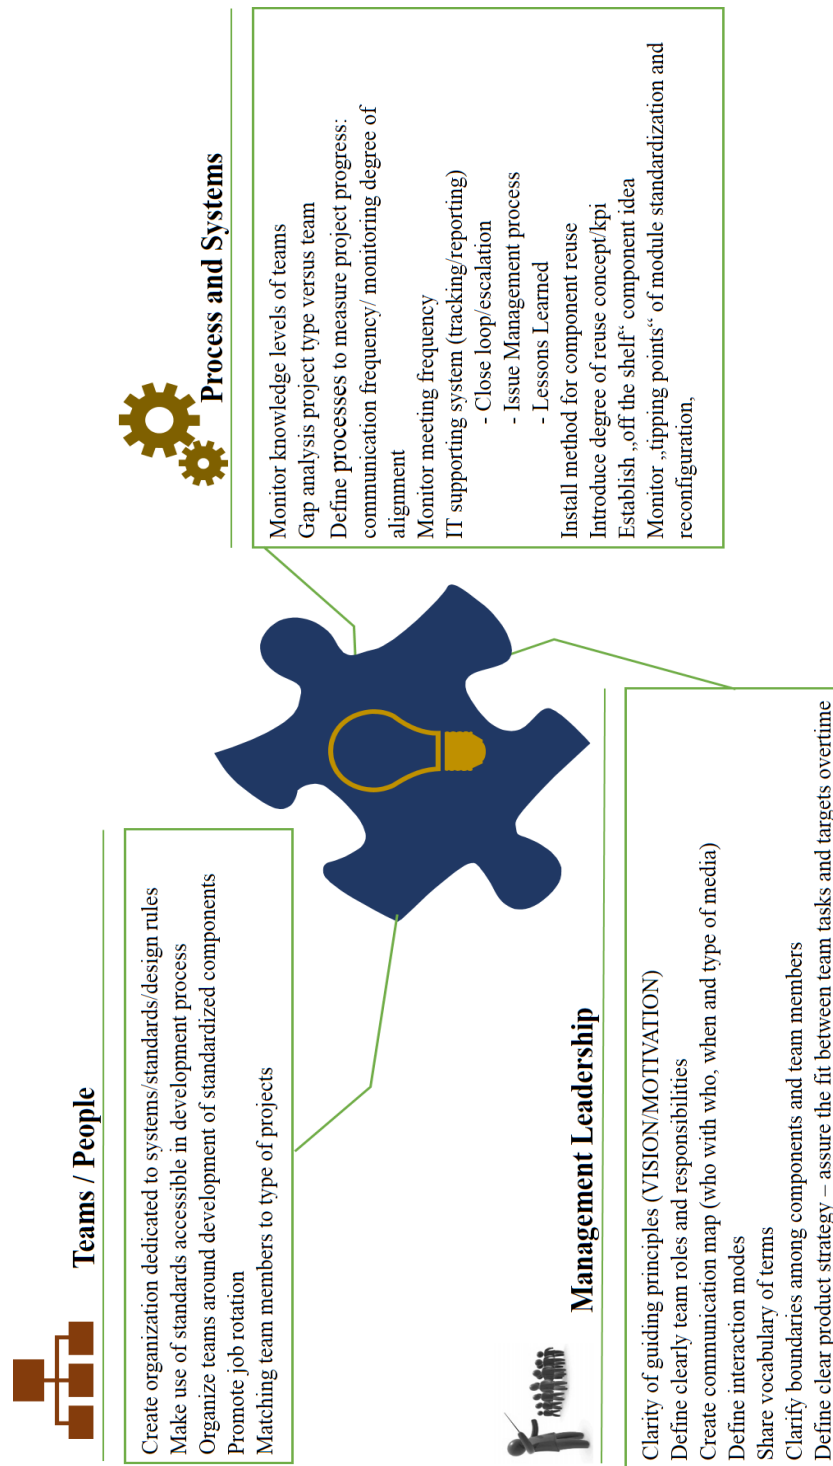 Teams / People
Create organization dedicated to systems/standards/design rules
Make use of standards accessible in development process
Organize teams around development of standardized components
Promote job rotation
Matching team members to type of projects
Process and Systems
Monitor knowledge levels of teams
Gap analysis project type versus team
Define processes to measure project progress:
communication frequency/ monitoring degree of
alignment
Monitor meeting frequency
IT supporting system (tracking/reporting)
- Close loop/escalation
- Issue Management process
- Lessons Learned
Install method for component reuse
Introduce degree of reuse concept/kpi
Establish „off the shelf“ component idea
Monitor „tipping points“ of module standardization and
reconfiguration,
Management Leadership
Clarity of guiding principles (VISION/MOTIVATION)
Define clearly team roles and responsibilities
Create communication map (who with who, when and type of media)
Define interaction modes
Share vocabulary of terms
Clarify boundaries among components and team members
Define clear product strategy – assure the fit between team tasks and targets overtime